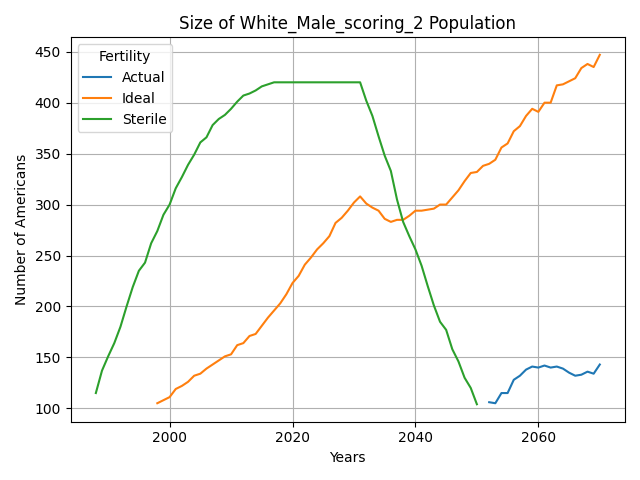 Size of White_Male_scoring_2 Population
Fertility
Actual
Ideal
Sterile
Number of Americans
450
400
350
300
250
200
150
100
2000
2020
2040
2060
Years